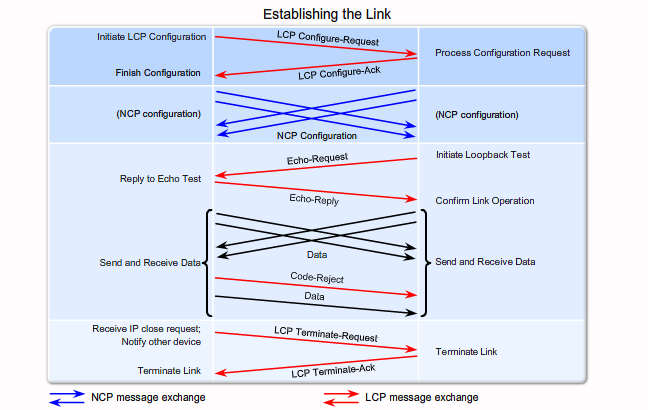 Establishing the Link
Initiate LCP Configuration
LCP Configure-Request
Process Configuration Request
LCP Configure-Ack
Finish Configuration
(NCP configuration)
(NCP configuration)
NCP Configuration
Echo-Request
Initiate Loopback Test
Reply to Echo Test
Echo-Reply
Confirm Link Operation
Data
Send and Receive Data
Send and Receive Data
Code-Reject
Data
Receive IP close request;
Notify other device
LCP Terminate-Request
Terminate Link
LCP Terminate-Ack
Terminate Link
NCP message exchange
LCP message exchange